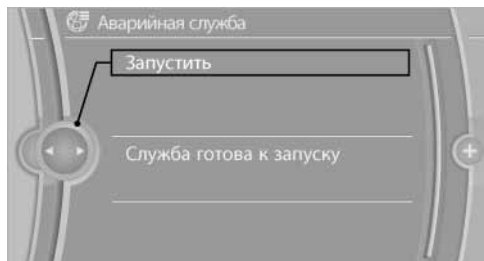 Аварийная служба
Запустить
Служба готова к запуску